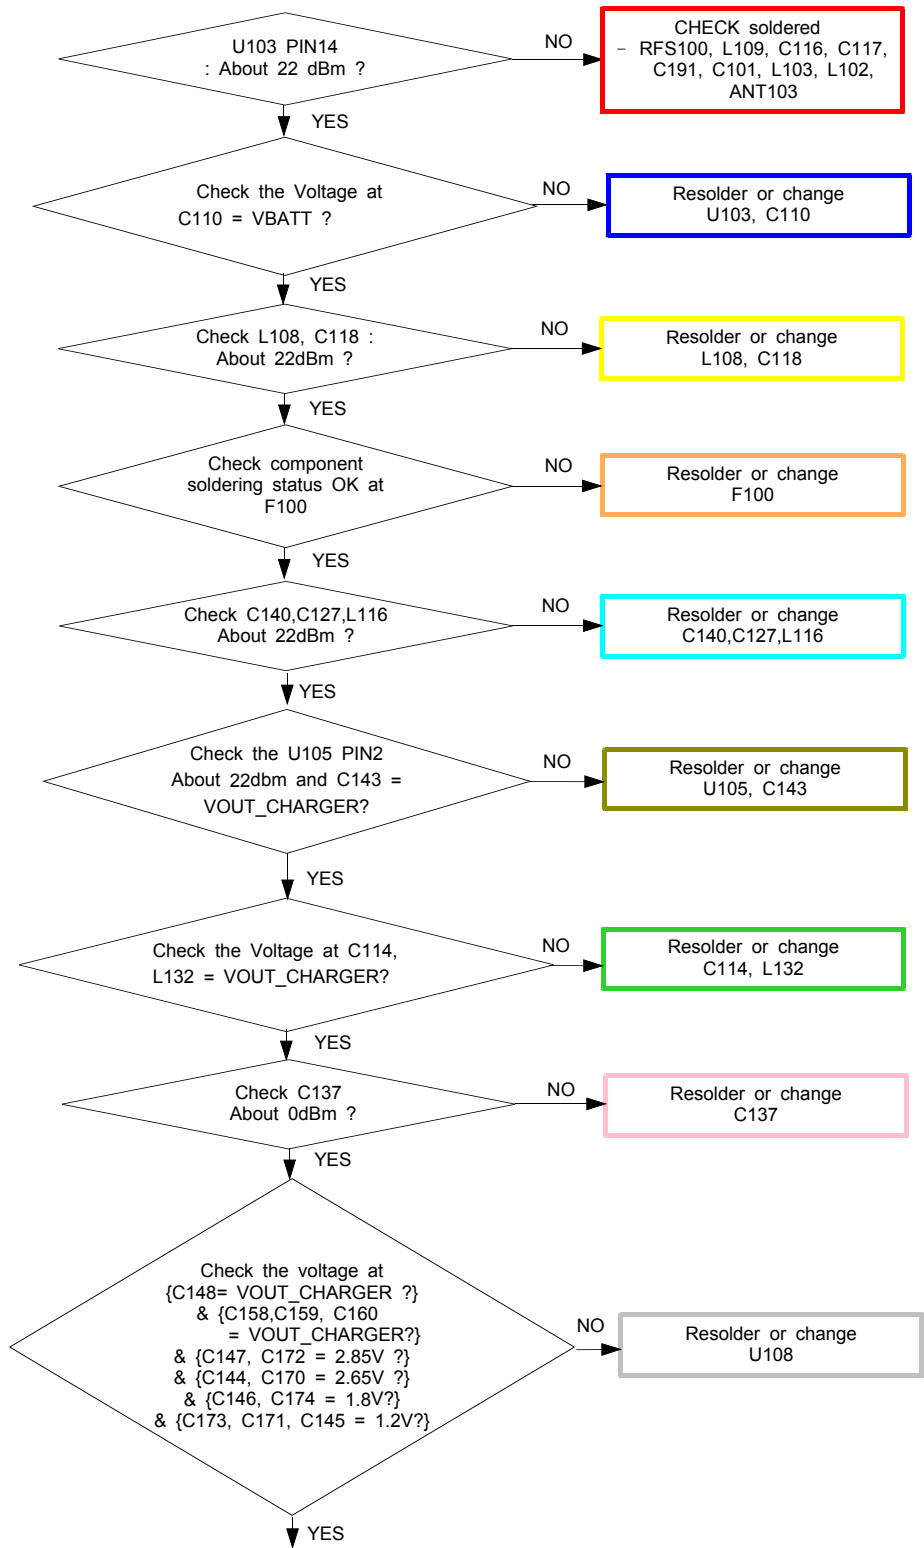 U103 PIN14
: About 22 dBm ?
NO
CHECK soldered
- RFS100, L109, C116, C117,
C191, C101, L103, L102,
ANT103
YES
Check the Voltage at
C110 = VBATT ?
NO
Resolder or change
U103, C110
YES
Check L108, C118 :
About 22dBm ?
NO
Resolder or change
L108, C118
YES
Check component
soldering status OK at
F100
NO
Resolder or change
F100
YES
Check C140,C127,L116
About 22dBm ?
NO
Resolder or change
C140,C127,L116
YES
Check the U105 PIN2
About 22dbm and C143 =
VOUT_CHARGER?
NO
Resolder or change
U105, C143
YES
Check the Voltage at C114,
L132 = VOUT_CHARGER?
NO
Resolder or change
C114, L132
YES
Check C137
About 0dBm ?
NO
Resolder or change
C137
YES
Check the voltage at
{C148= VOUT_CHARGER ?}
& {C158,C159, C160
= VOUT_CHARGER?}
& {C147, C172 = 2.85V ?}
& {C144, C170 = 2.65V ?}
& {C146, C174 = 1.8V?}
& {C173, C171, C145 = 1.2V?}
NO
Resolder or change
U108
YES